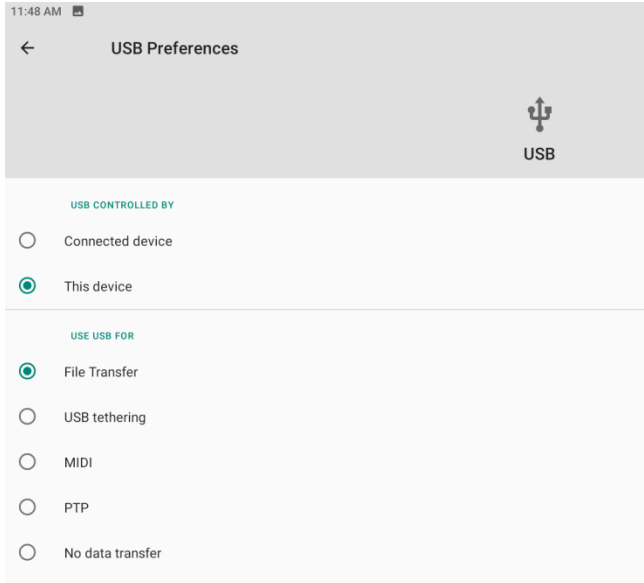 11:48 AM
USB Preferences
USB
USB CONTROLLED BY
Connected device
This device
USE USB FOR
File Transfer
USB tethering
MIDI
PTP
No data transfer